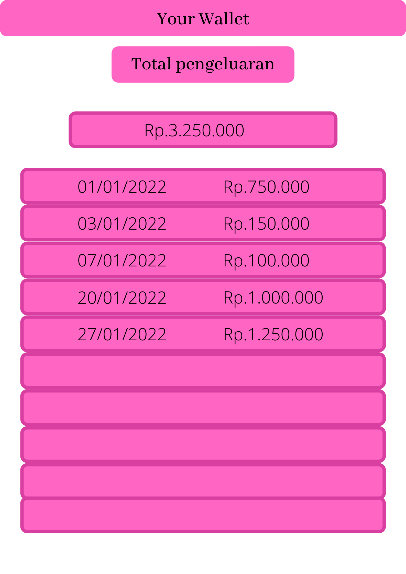 Your Wallet
Total pengeluaran
Rp.3.250.000
01/01/2022 Rp.750.000
03/01/2022 Rp.150.000
07/01/2022 Rp.100.000
20/01/2022 Rp.1.000.000
27/01/2022 Rp.1.250.000